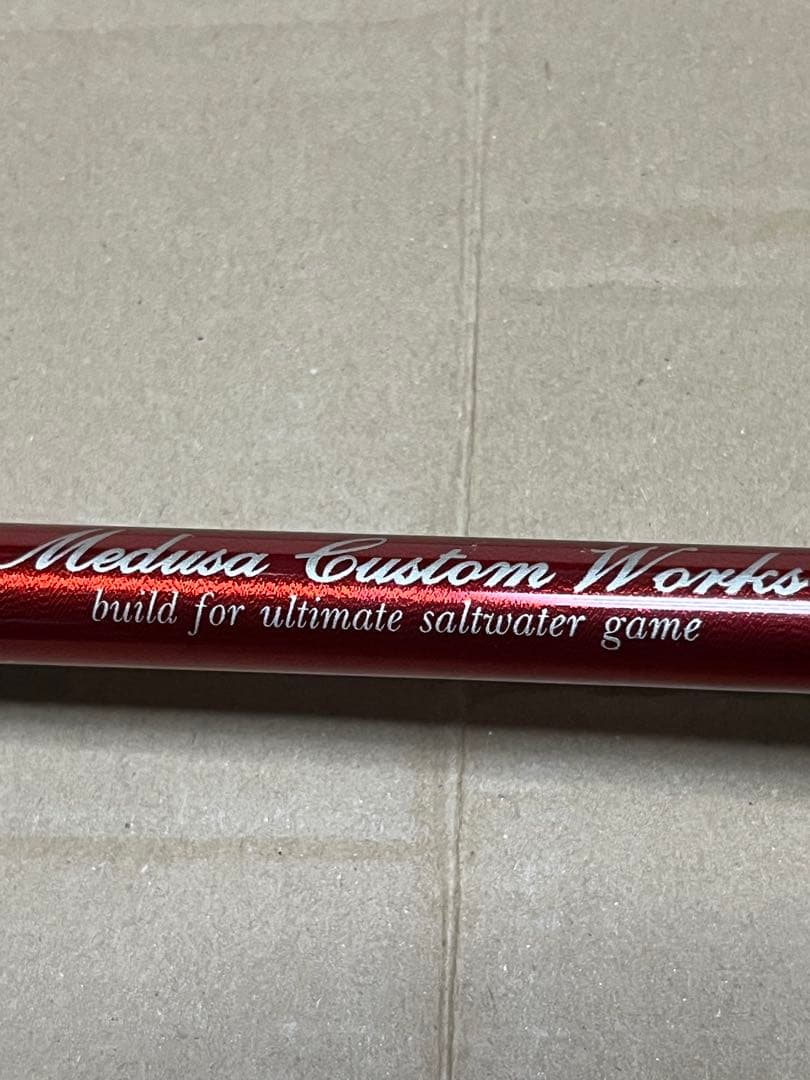 Medusa Custom Works
build for ultimate saltwater game